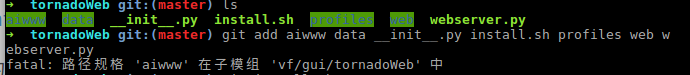 ➜ tornadoWeb git:(master) ls
aiwww data __init__.py install.sh profiles web webserver.py
➜ tornadoWeb git:(master) git add aiwww data __init__.py install.sh profiles web w
ebserver.py
fatal: 路径规格 'aiwww' 在子模组 'vf/gui/tornadoWeb' 中